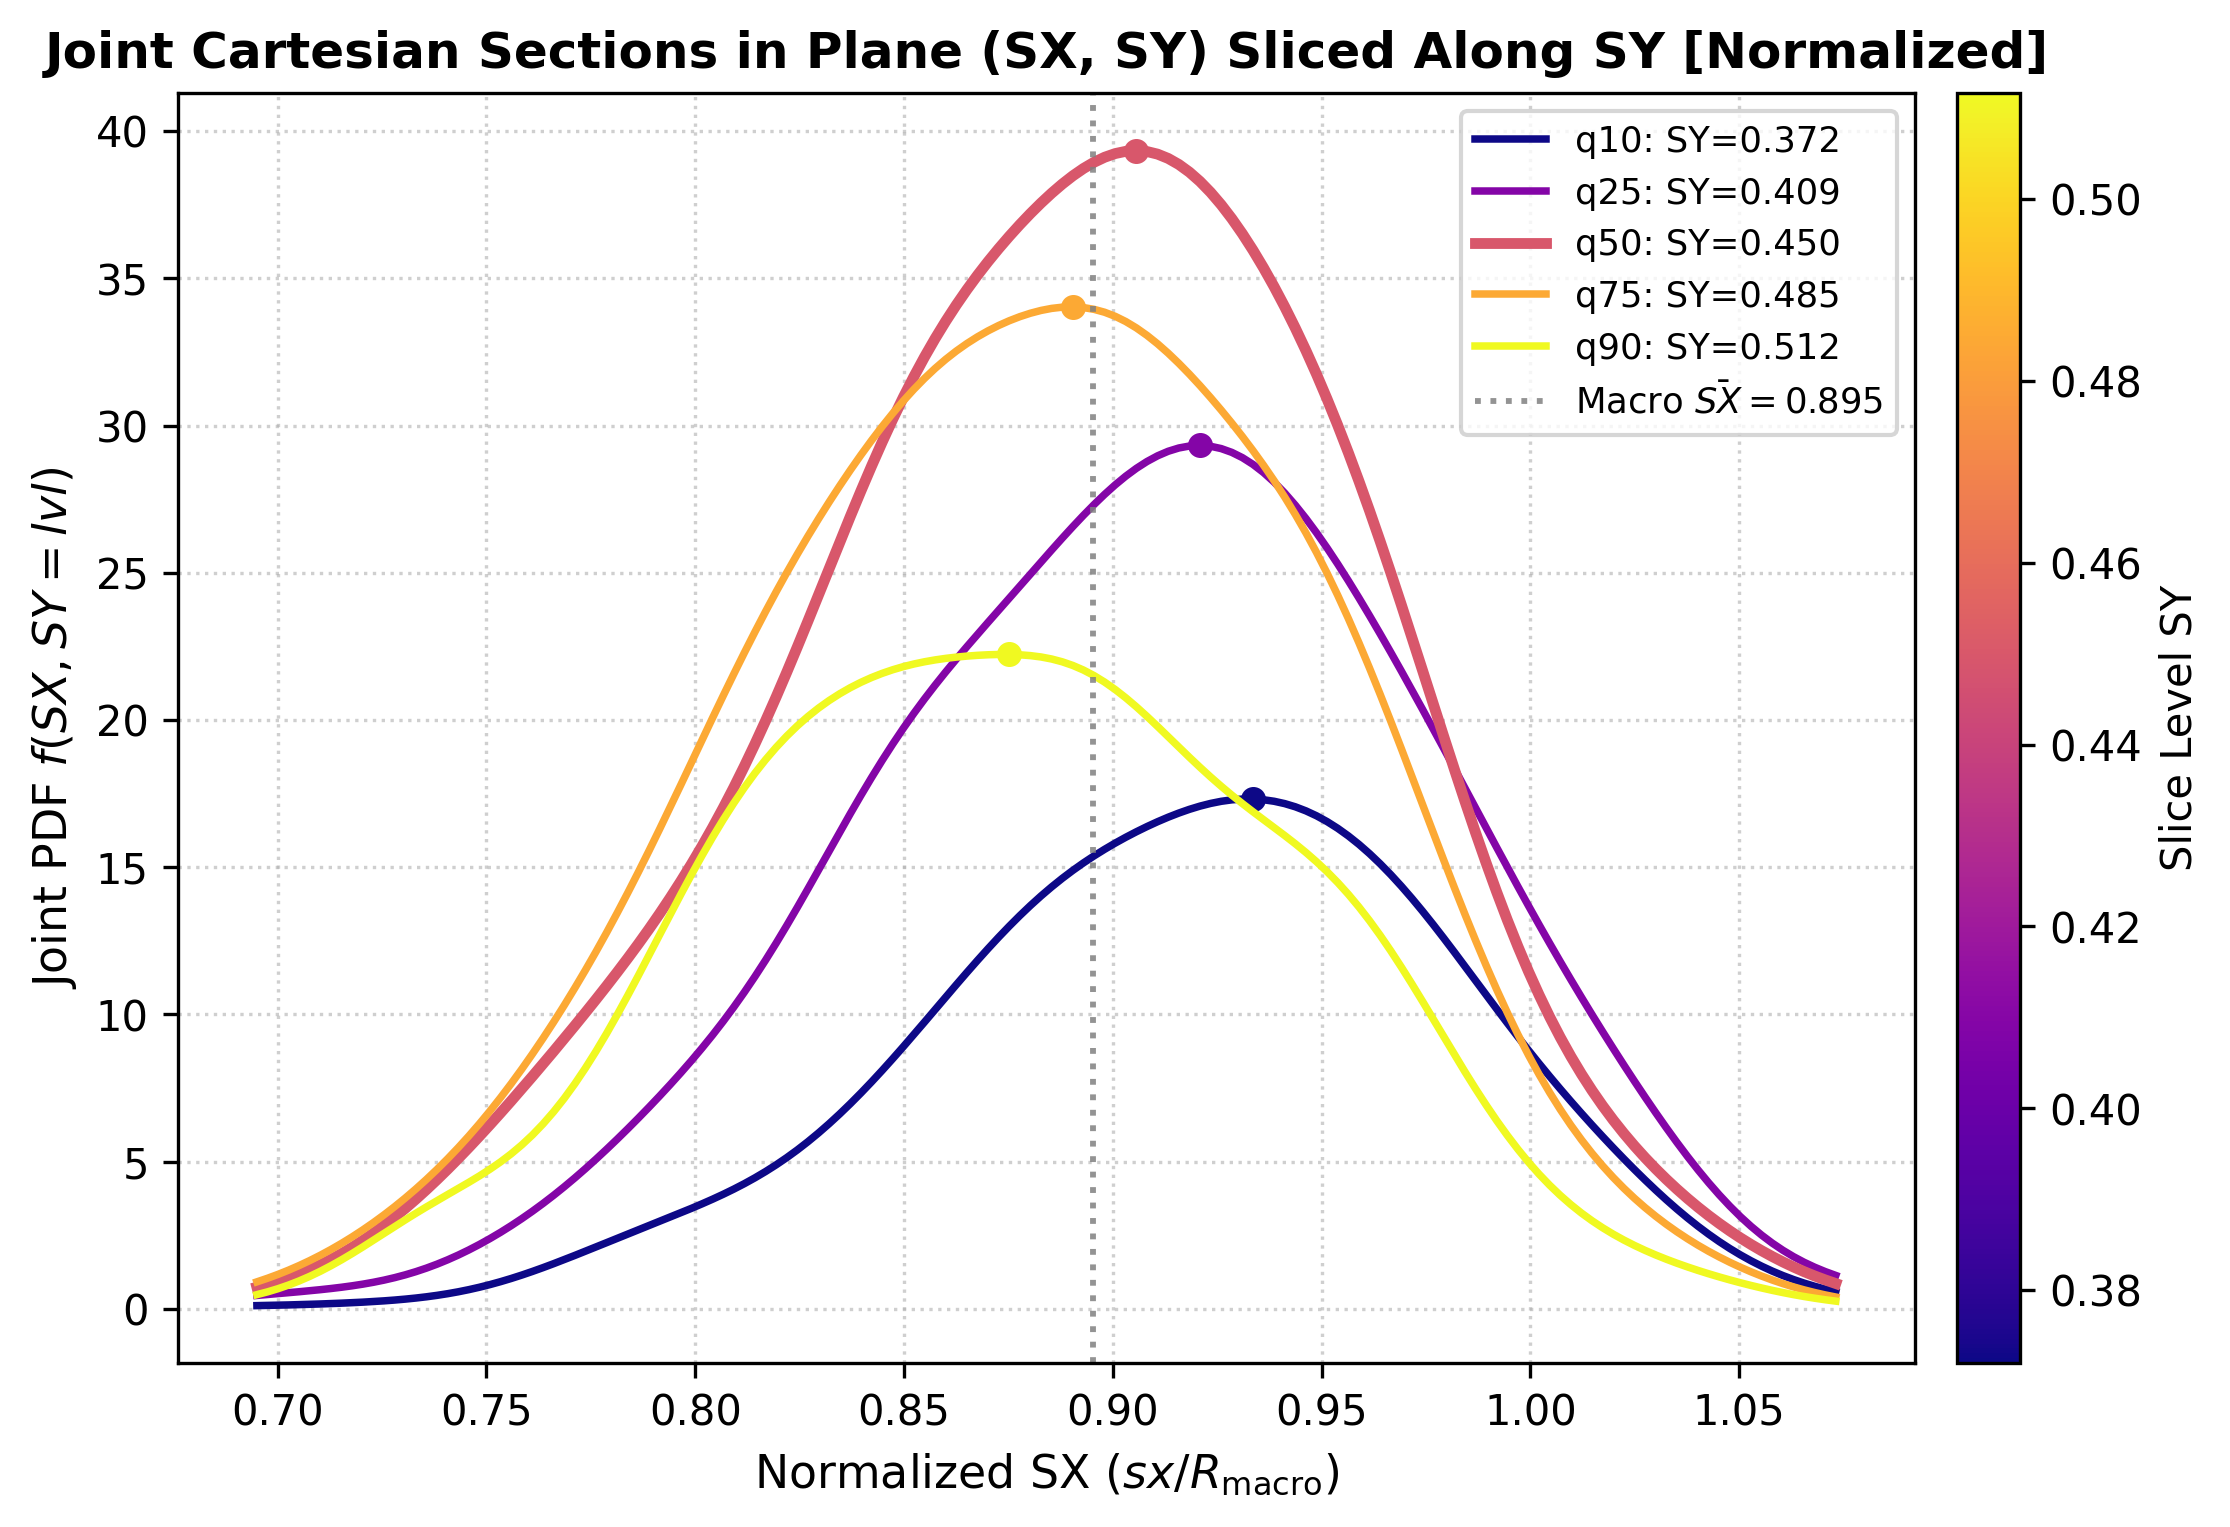 Joint Cartesian Sections in Plane (SX, SY) Sliced Along SY [Normalized]
Joint PDF f(SX, SY = lvl)
40
35
30
25
20
15
10
5
0
q10: SY=0.372
q25: SY=0.409
q50: SY=0.450
q75: SY=0.485
q90: SY=0.512
Macro SX̄ = 0.895
0.70 0.75 0.80 0.85 0.90 0.95 1.00 1.05
Normalized SX (sx/R_macro)
0.50
0.48
0.46
0.44
0.42
0.40
0.38
Slice Level SY